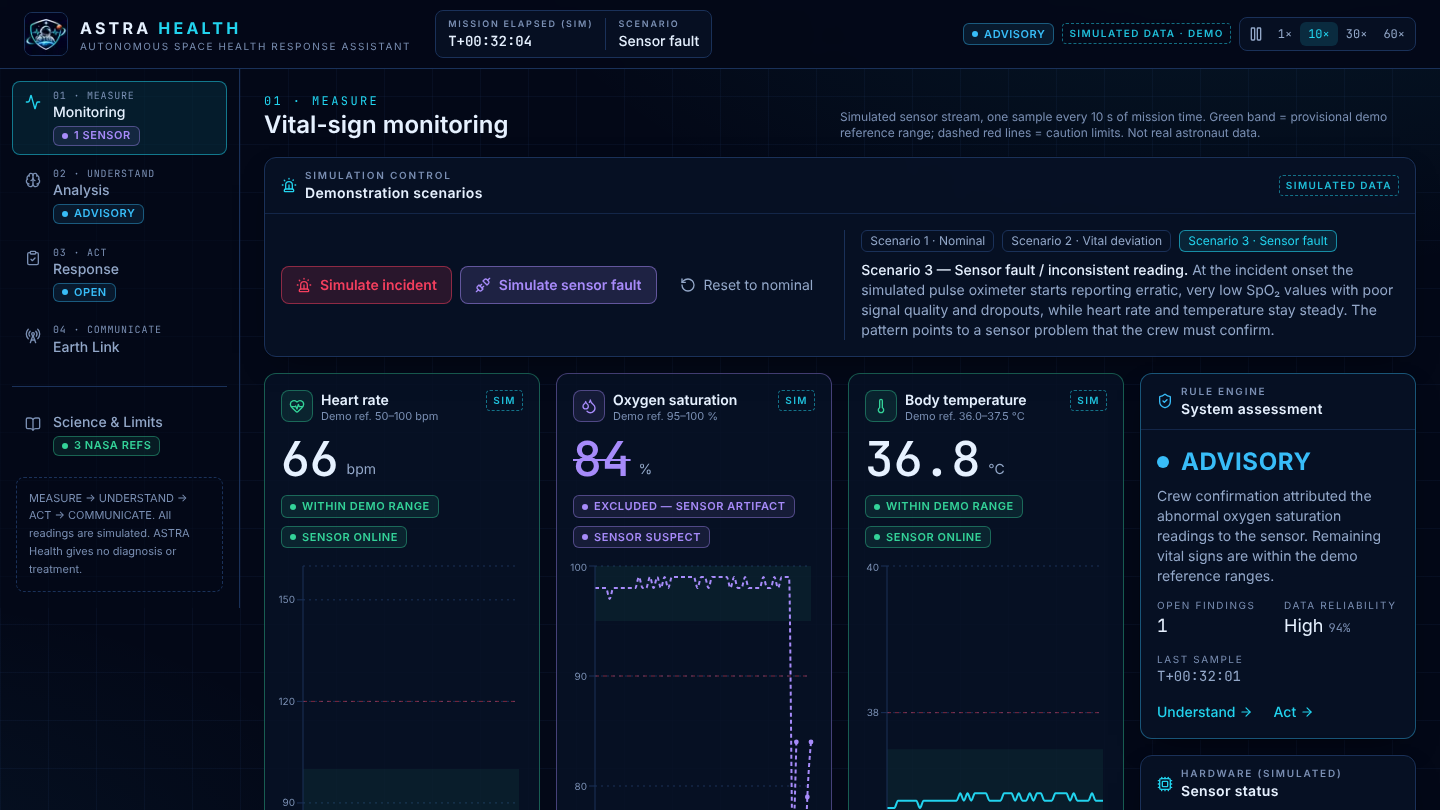 ASTRA HEALTH
AUTONOMOUS SPACE HEALTH RESPONSE ASSISTANT
MISSION ELAPSED (SIM)
T+00:32:04
SCENARIO
Sensor fault
ADVISORY
SIMULATED DATA · DEMO
1×
10×
30×
60×
01 · MEASURE
Monitoring
1 SENSOR
02 · UNDERSTAND
Analysis
ADVISORY
03 · ACT
Response
OPEN
04 · COMMUNICATE
Earth Link
Science & Limits
3 NASA REFS
MEASURE → UNDERSTAND →
ACT → COMMUNICATE. All
readings are simulated. ASTRA
Health gives no diagnosis or
treatment.
01 · MEASURE
Vital-sign monitoring
Simulated sensor stream, one sample every 10 s of mission time. Green band = provisional demo
reference range; dashed red lines = caution limits. Not real astronaut data.
SIMULATION CONTROL
Demonstration scenarios
SIMULATED DATA
Simulate incident
Simulate sensor fault
Reset to nominal
Scenario 1 · Nominal
Scenario 2 · Vital deviation
Scenario 3 · Sensor fault
Scenario 3 — Sensor fault / inconsistent reading. At the incident onset the
simulated pulse oximeter starts reporting erratic, very low SpO₂ values with poor
signal quality and dropouts, while heart rate and temperature stay steady. The
pattern points to a sensor problem that the crew must confirm.
Heart rate
Demo ref. 50–100 bpm
SIM
66 bpm
WITHIN DEMO RANGE
SENSOR ONLINE
150
120
90
Oxygen saturation
Demo ref. 95–100 %
SIM
84 %
EXCLUDED — SENSOR ARTIFACT
SENSOR SUSPECT
100
90
80
Body temperature
Demo ref. 36.0–37.5 °C
SIM
36.8 °C
WITHIN DEMO RANGE
SENSOR ONLINE
40
38
RULE ENGINE
System assessment
ADVISORY
Crew confirmation attributed the
abnormal oxygen saturation
readings to the sensor. Remaining
vital signs are within the demo
reference ranges.
OPEN FINDINGS
1
DATA RELIABILITY
High 94%
LAST SAMPLE
T+00:32:01
Understand →
Act →
HARDWARE (SIMULATED)
Sensor status